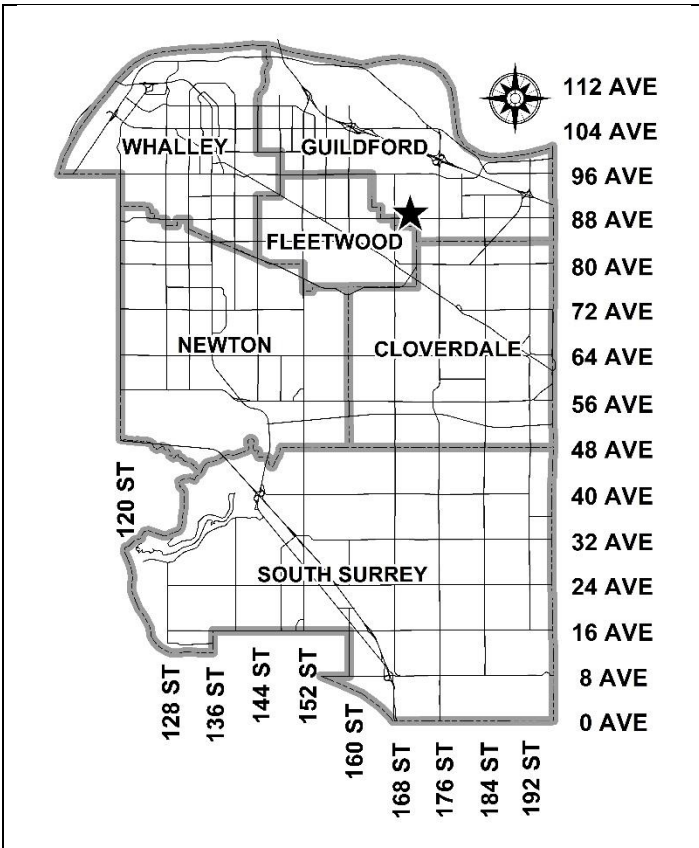 112 AVE
104 AVE
WHALLEY
GUILDFORD
96 AVE
88 AVE
FLEETWOOD
80 AVE
72 AVE
NEWTON
CLOVERDALE
64 AVE
56 AVE
48 AVE
120 ST
40 AVE
32 AVE
SOUTH SURREY
24 AVE
16 AVE
8 AVE
0 AVE
128 ST
136 ST
144 ST
152 ST
160 ST
168 ST
176 ST
184 ST
192 ST